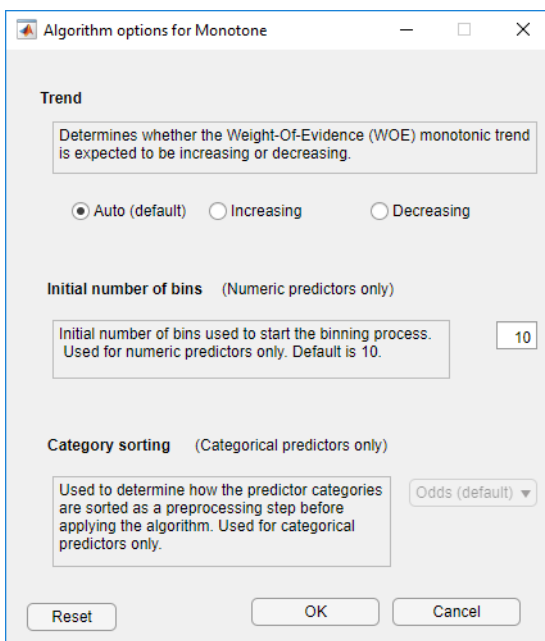 Algorithm options for Monotone
Trend
Determines whether the Weight-Of-Evidence (WOE) monotonic trend
is expected to be increasing or decreasing.
Auto (default) Increasing Decreasing
Initial number of bins (Numeric predictors only)
Initial number of bins used to start the binning process.
Used for numeric predictors only. Default is 10.
10
Category sorting (Categorical predictors only)
Used to determine how the predictor categories
are sorted as a preprocessing step before
applying the algorithm. Used for categorical
predictors only.
Odds (default)
Reset OK Cancel